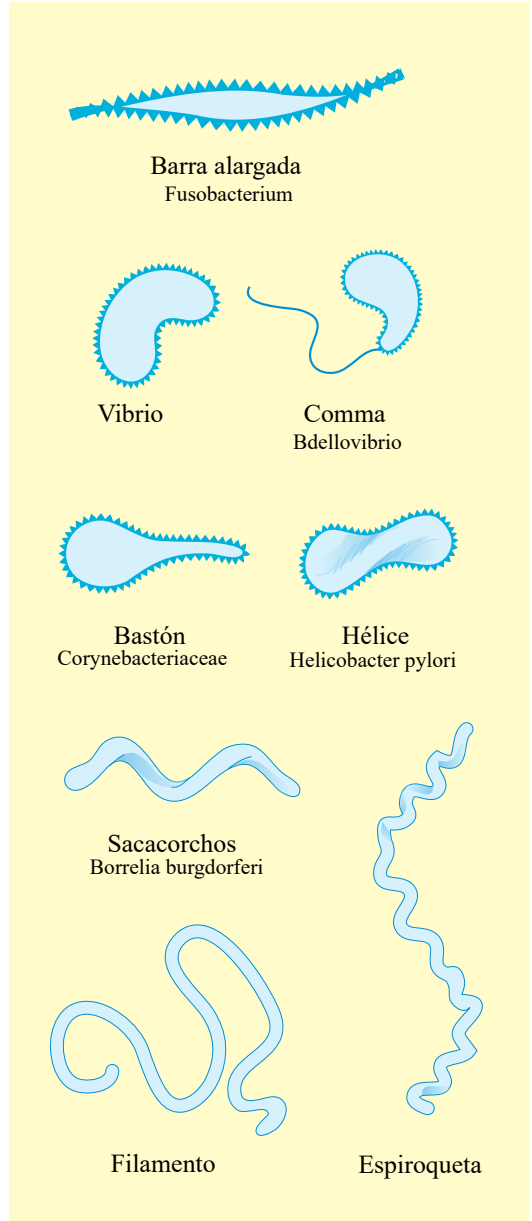 Barra alargada
Fusobacterium
Vibrio
Comma
Bdellovibrio
Bastón
Corynebacteriaceae
Hélice
Helicobacter pylori
Sacacorchos
Borrelia burgdorferi
Filamento
Espiroqueta